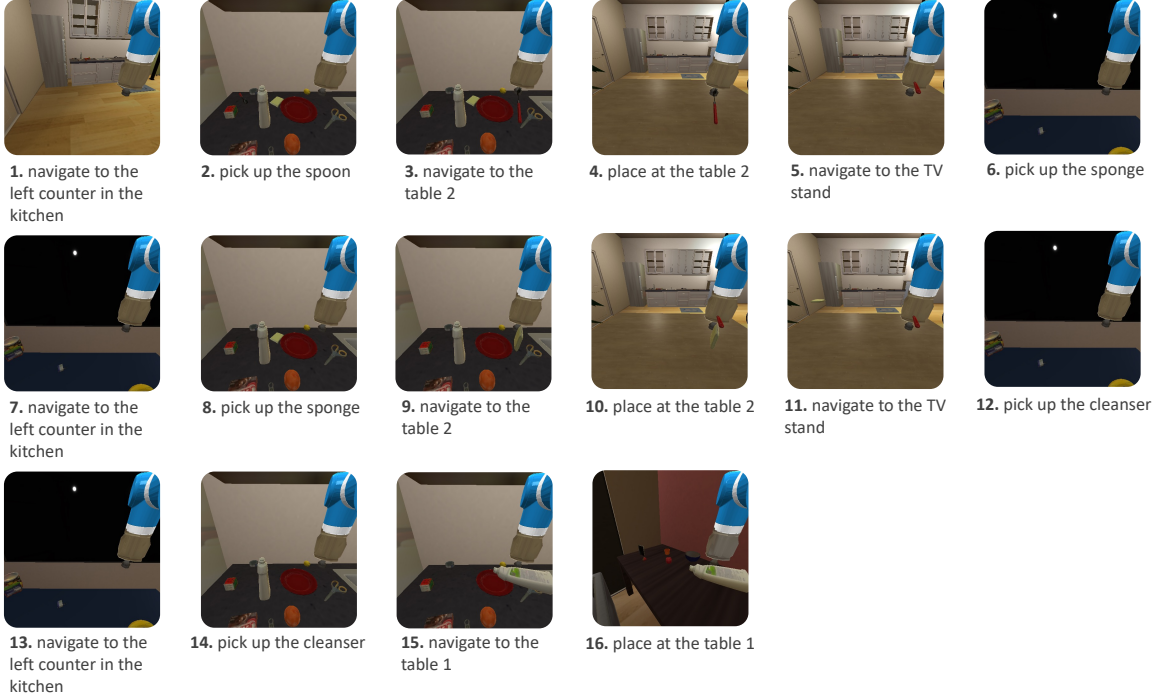 1. navigate to the
left counter in the
kitchen
2. pick up the spoon
3. navigate to the
table 2
4. place at the table 2
5. navigate to the TV
stand
6. pick up the sponge
7. navigate to the
left counter in the
kitchen
8. pick up the sponge
9. navigate to the
table 2
10. place at the table 2
11. navigate to the TV
stand
12. pick up the cleanser
13. navigate to the
left counter in the
kitchen
14. pick up the cleanser
15. navigate to the
table 1
16. place at the table 1